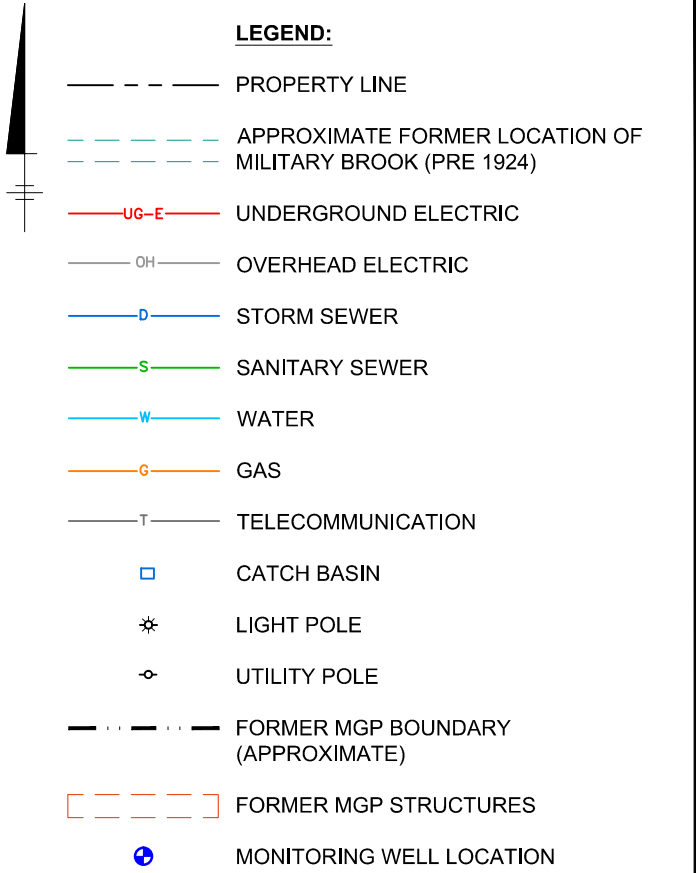 LEGEND:
PROPERTY LINE
APPROXIMATE FORMER LOCATION OF
MILITARY BROOK (PRE 1924)
UG-E UNDERGROUND ELECTRIC
OH OVERHEAD ELECTRIC
D STORM SEWER
S SANITARY SEWER
W WATER
G GAS
T TELECOMMUNICATION
CATCH BASIN
LIGHT POLE
UTILITY POLE
FORMER MGP BOUNDARY
(APPROXIMATE)
FORMER MGP STRUCTURES
MONITORING WELL LOCATION